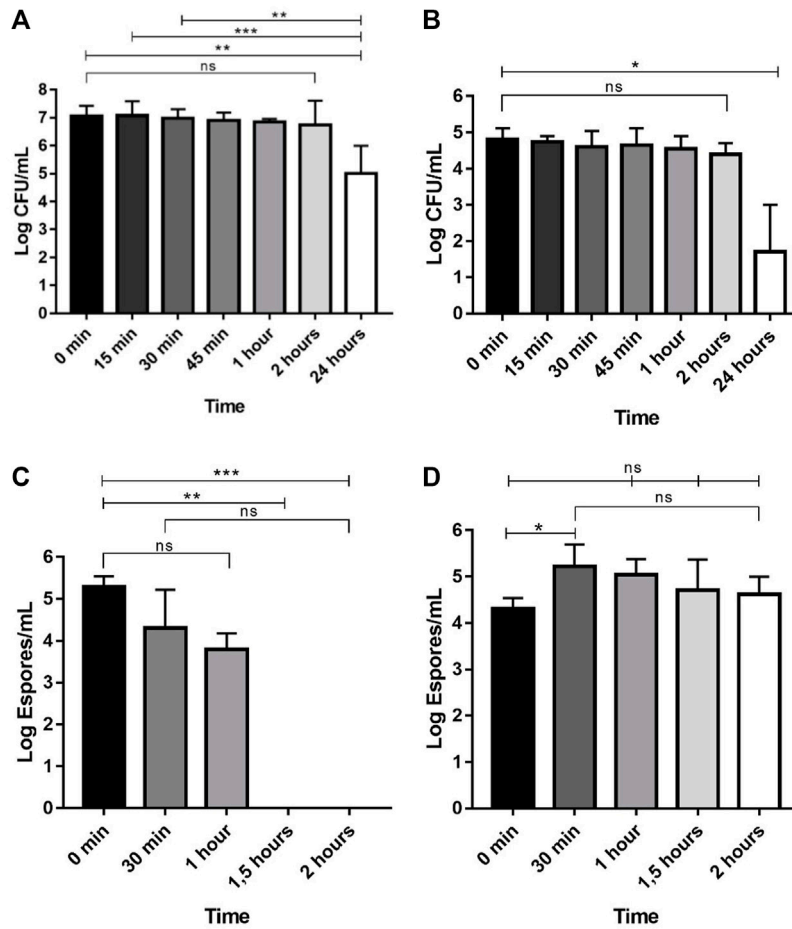 A
**
***
**
ns
Log CFU/mL
8
7
6
5
4
3
2
1
0
0 min
15 min
30 min
45 min
1 hour
2 hours
24 hours
Time
B
*
ns
Log CFU/mL
6
5
4
3
2
1
0
0 min
15 min
30 min
45 min
1 hour
2 hours
24 hours
Time
C
***
**
ns
ns
Log Espores/mL
6
5
4
3
2
1
0
0 min
30 min
1 hour
1,5 hours
2 hours
Time
D
ns
ns
*
Log Espores/mL
6
5
4
3
2
1
0
0 min
30 min
1 hour
1,5 hours
2 hours
Time